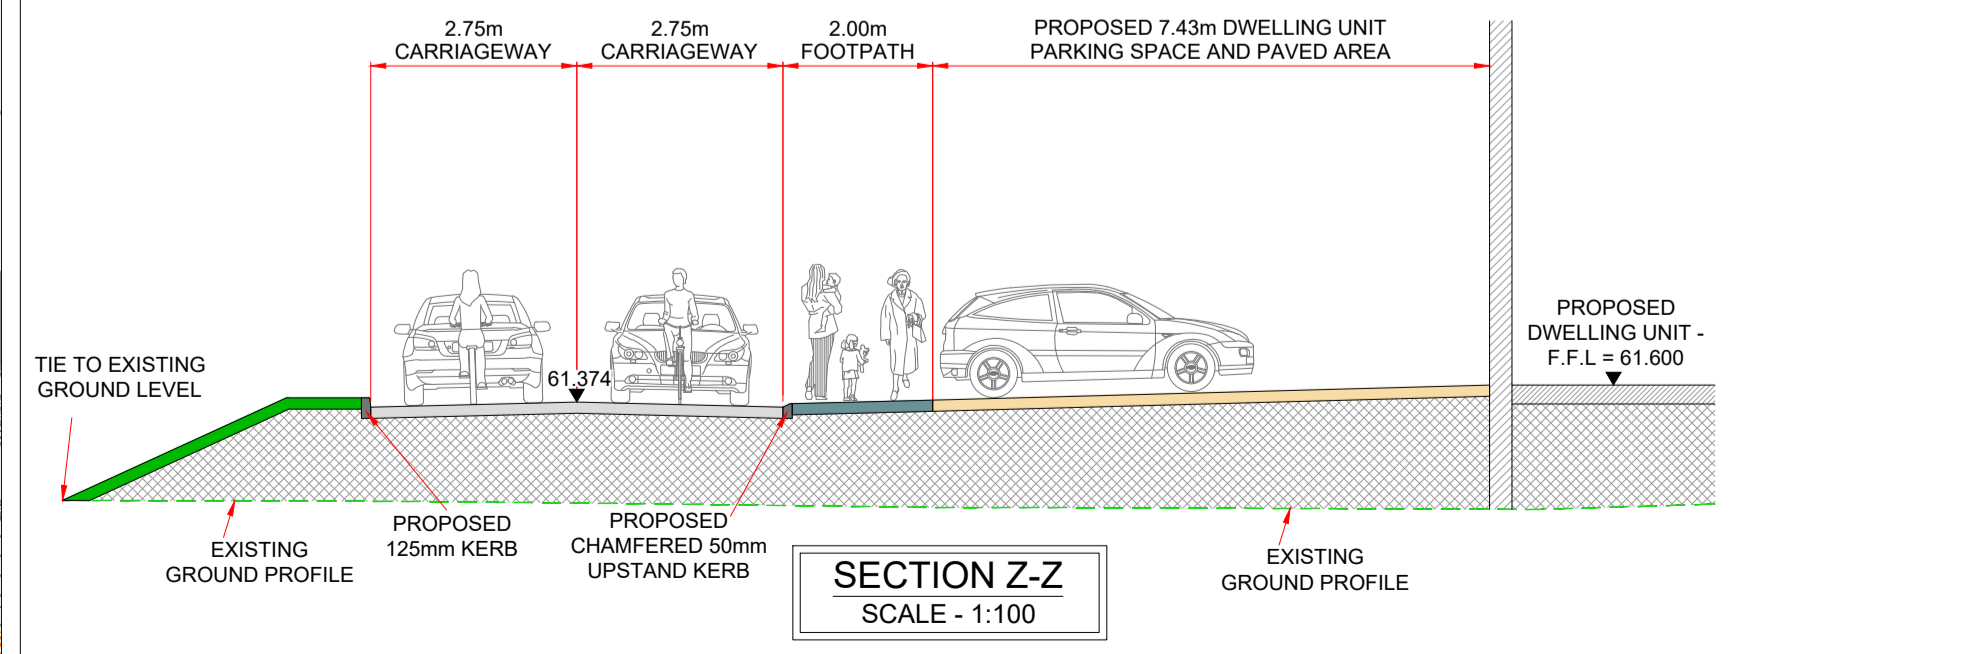 2.75m
CARRIAGEWAY
2.75m
CARRIAGEWAY
2.00m
FOOTPATH
PROPOSED 7.43m DWELLING UNIT
PARKING SPACE AND PAVED AREA
TIE TO EXISTING
GROUND LEVEL
61.374
PROPOSED
DWELLING UNIT -
F.F.L = 61.600
EXISTING
GROUND PROFILE
PROPOSED
125mm KERB
PROPOSED
CHAMFERED 50mm
UPSTAND KERB
EXISTING
GROUND PROFILE
SECTION Z-Z
SCALE - 1:100